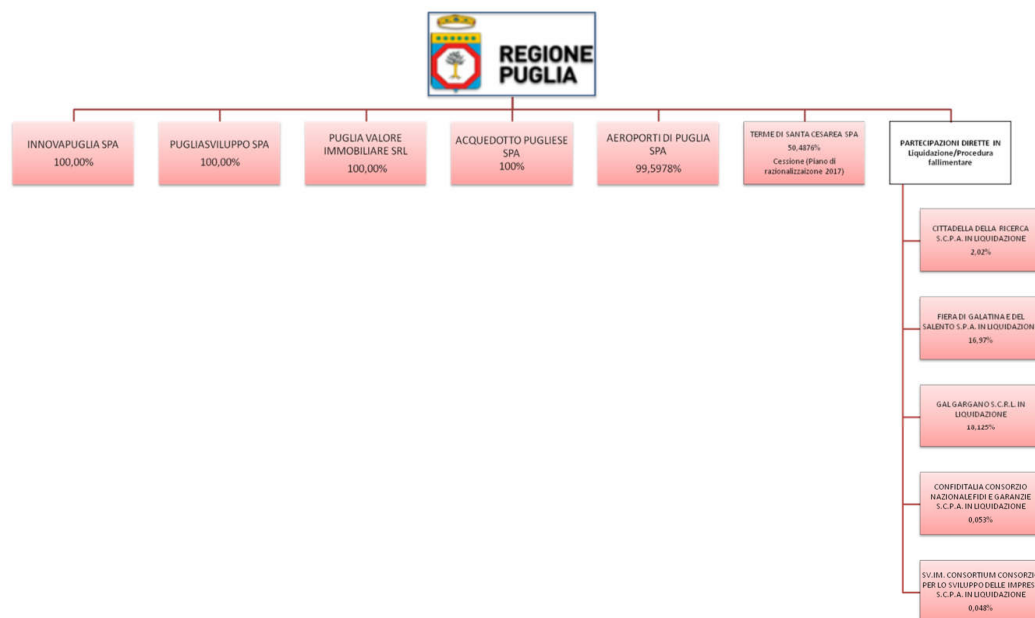 REGIONE
PUGLIA
INNOVAPUGLIA SPA
100,00%
PUGLIASVILUPPO SPA
100,00%
PUGLIA VALORE
IMMOBILIARE SRL
100,00%
ACQUEDOTTO PUGLIESE
SPA
100%
AEROPORTI DI PUGLIA
SPA
99,5978%
TERME DI SANTA CESAREA SPA
50,4876%
Cessione (Piano di
razionalizzaizone 2017)
PARTECIPAZIONI DIRETTE IN
Liquidazione/Procedura
fallimentare
CITTADELLA DELLA RICERCA
S.C.P.A. IN LIQUIDAZIONE
2,02%
FIERA DI GALATINA E DEL
SALENTO S.P.A. IN LIQUIDAZION
16,97%
GAL GARGANO S.C.R.L. IN
LIQUIDAZIONE
18,125%
CONFIDITALIA CONSORZIO
NAZIONALE FIDI E GARANZIE
S.C.P.A. IN LIQUIDAZIONE
0,053%
SV.IM. CONSORTIUM CONSORZIO
PER LO SVILUPPO DELLE IMPRES
S.C.P.A. IN LIQUIDAZIONE
0,048%